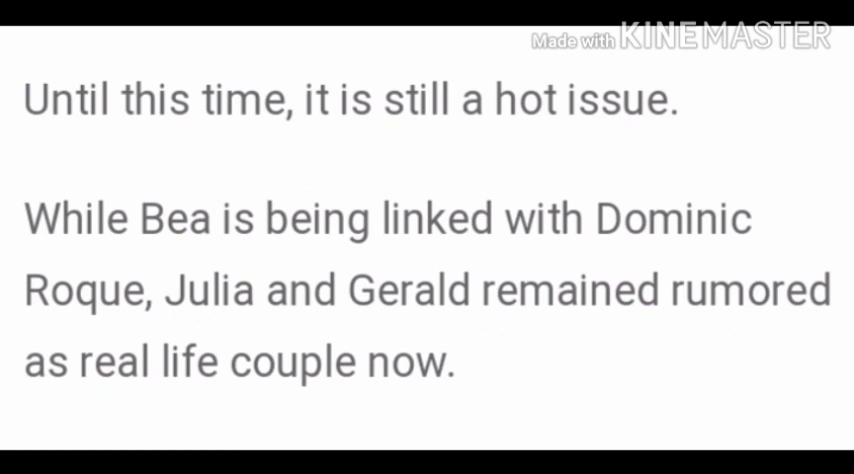 Made with KINEMASTER
Until this time, it is still a hot issue.
While Bea is being linked with Dominic
Roque, Julia and Gerald remained rumored
as real life couple now.